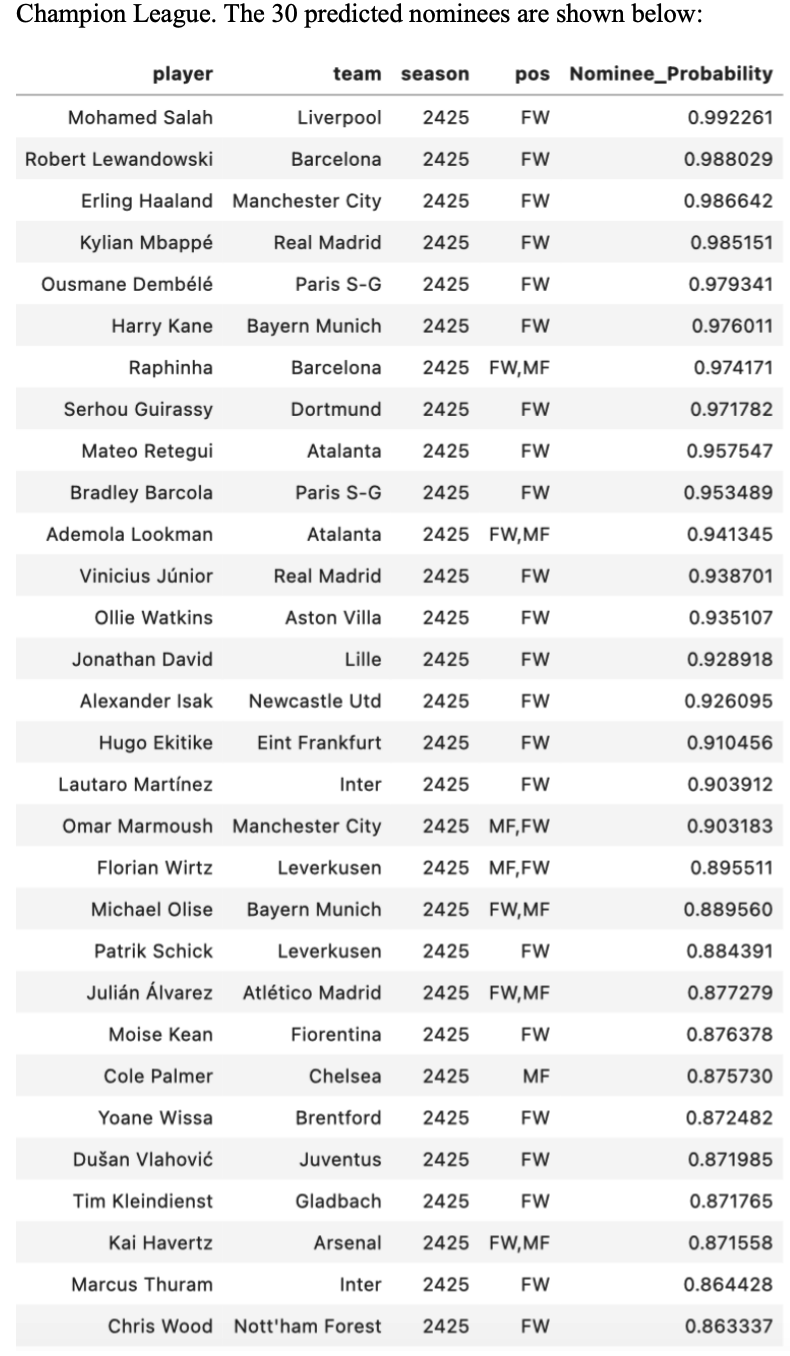 Champion League. The 30 predicted nominees are shown below:
player team season pos Nominee_Probability
Mohamed Salah Liverpool 2425 FW 0.992261
Robert Lewandowski Barcelona 2425 FW 0.988029
Erling Haaland Manchester City 2425 FW 0.986642
Kylian Mbappé Real Madrid 2425 FW 0.985151
Ousmane Dembélé Paris S-G 2425 FW 0.979341
Harry Kane Bayern Munich 2425 FW 0.976011
Raphinha Barcelona 2425 FW,MF 0.974171
Serhou Guirassy Dortmund 2425 FW 0.971782
Mateo Retegui Atalanta 2425 FW 0.957547
Bradley Barcola Paris S-G 2425 FW 0.953489
Ademola Lookman Atalanta 2425 FW,MF 0.941345
Vinicius Júnior Real Madrid 2425 FW 0.938701
Ollie Watkins Aston Villa 2425 FW 0.935107
Jonathan David Lille 2425 FW 0.928918
Alexander Isak Newcastle Utd 2425 FW 0.926095
Hugo Ekitike Eint Frankfurt 2425 FW 0.910456
Lautaro Martínez Inter 2425 FW 0.903912
Omar Marmoush Manchester City 2425 MF,FW 0.903183
Florian Wirtz Leverkusen 2425 MF,FW 0.895511
Michael Olise Bayern Munich 2425 FW,MF 0.889560
Patrik Schick Leverkusen 2425 FW 0.884391
Julián Álvarez Atlético Madrid 2425 FW,MF 0.877279
Moise Kean Fiorentina 2425 FW 0.876378
Cole Palmer Chelsea 2425 MF 0.875730
Yoane Wissa Brentford 2425 FW 0.872482
Dušan Vlahović Juventus 2425 FW 0.871985
Tim Kleindienst Gladbach 2425 FW 0.871765
Kai Havertz Arsenal 2425 FW,MF 0.871558
Marcus Thuram Inter 2425 FW 0.864428
Chris Wood Nott'ham Forest 2425 FW 0.863337